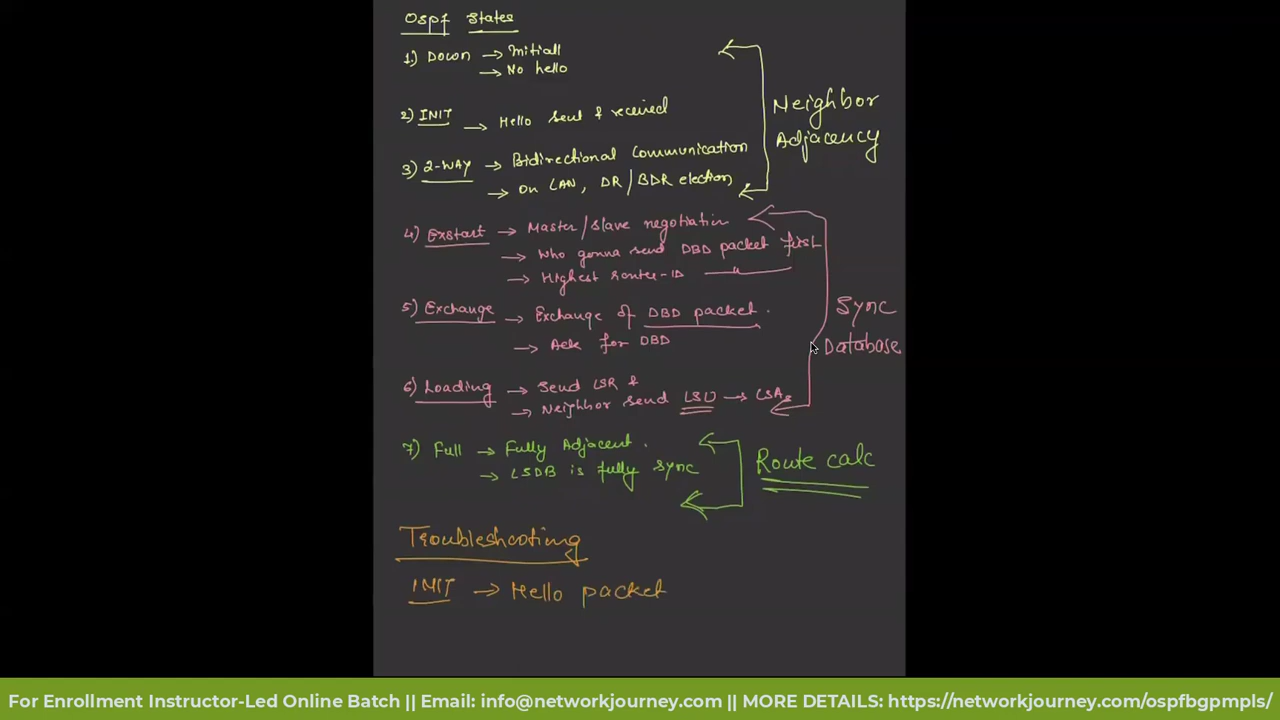 Ospf States
1) Down → Initiall
→ No hello
2) INIT → Hello sent & received
3) 2-WAY → Bidirectional Communication
→ On LAN, DR/BDR election
Neighbor
Adjacency
4) Exstart → Master/slave negotiation
→ Who gonna send DBD packet first
→ Highest router-ID — " —
5) Exchange → Exchange of DBD packet.
→ Ack for DBD
6) Loading → Send LSR &
→ Neighbor send LSU → LSAs
Sync
Database
7) Full → Fully Adjacent.
→ LSDB is fully sync
Route calc
Troubleshooting
INIT → Hello packet
For Enrollment Instructor-Led Online Batch || Email: info@networkjourney.com || MORE DETAILS: https://networkjourney.com/ospfbgpmpls/